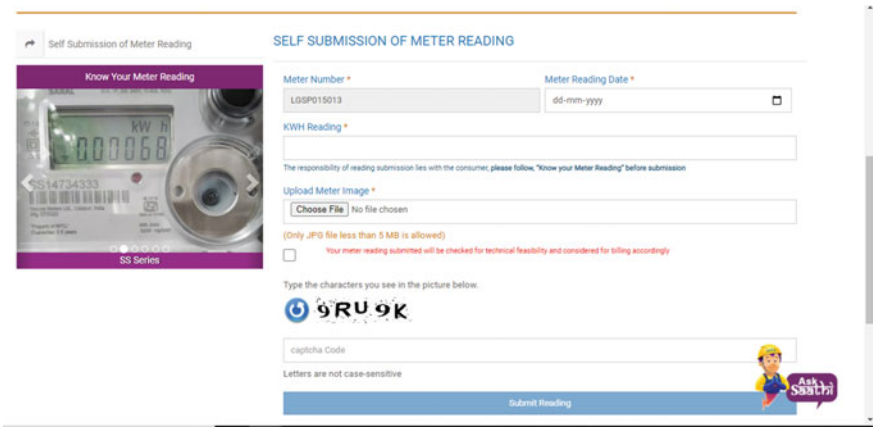 Self Submission of Meter Reading
SELF SUBMISSION OF METER READING
Know Your Meter Reading
kW h
000068
SS14734333
SS Series
Meter Number *
Meter Reading Date *
LGSP015013
dd-mm-yyyy
KWH Reading *
The responsibility of reading submission lies with the consumer, please follow, "Know your Meter Reading" before submission
Upload Meter Image *
Choose File No file chosen
(Only JPG file less than 5 MB is allowed)
Your meter reading submitted will be checked for technical feasibility and considered for billing accordingly
Type the characters you see in the picture below.
9RU9K
captcha Code
Letters are not case-sensitive
Submit Reading
Ask
Saathi